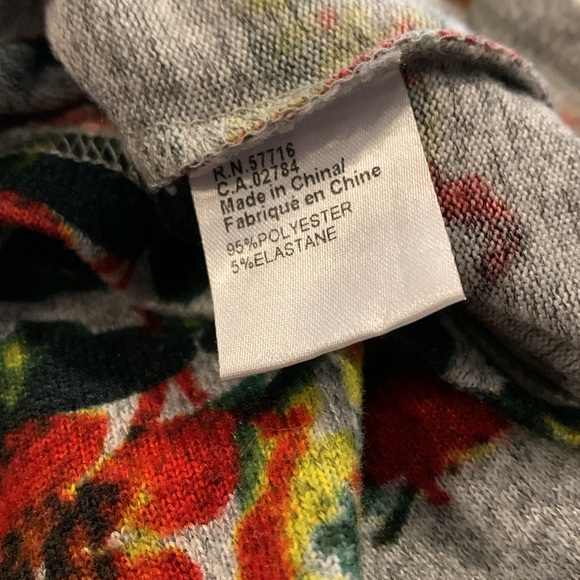 R.N.57716
C.A.02784
Made in China/
Fabriqué en Chine
95%POLYESTER
5%ELASTANE